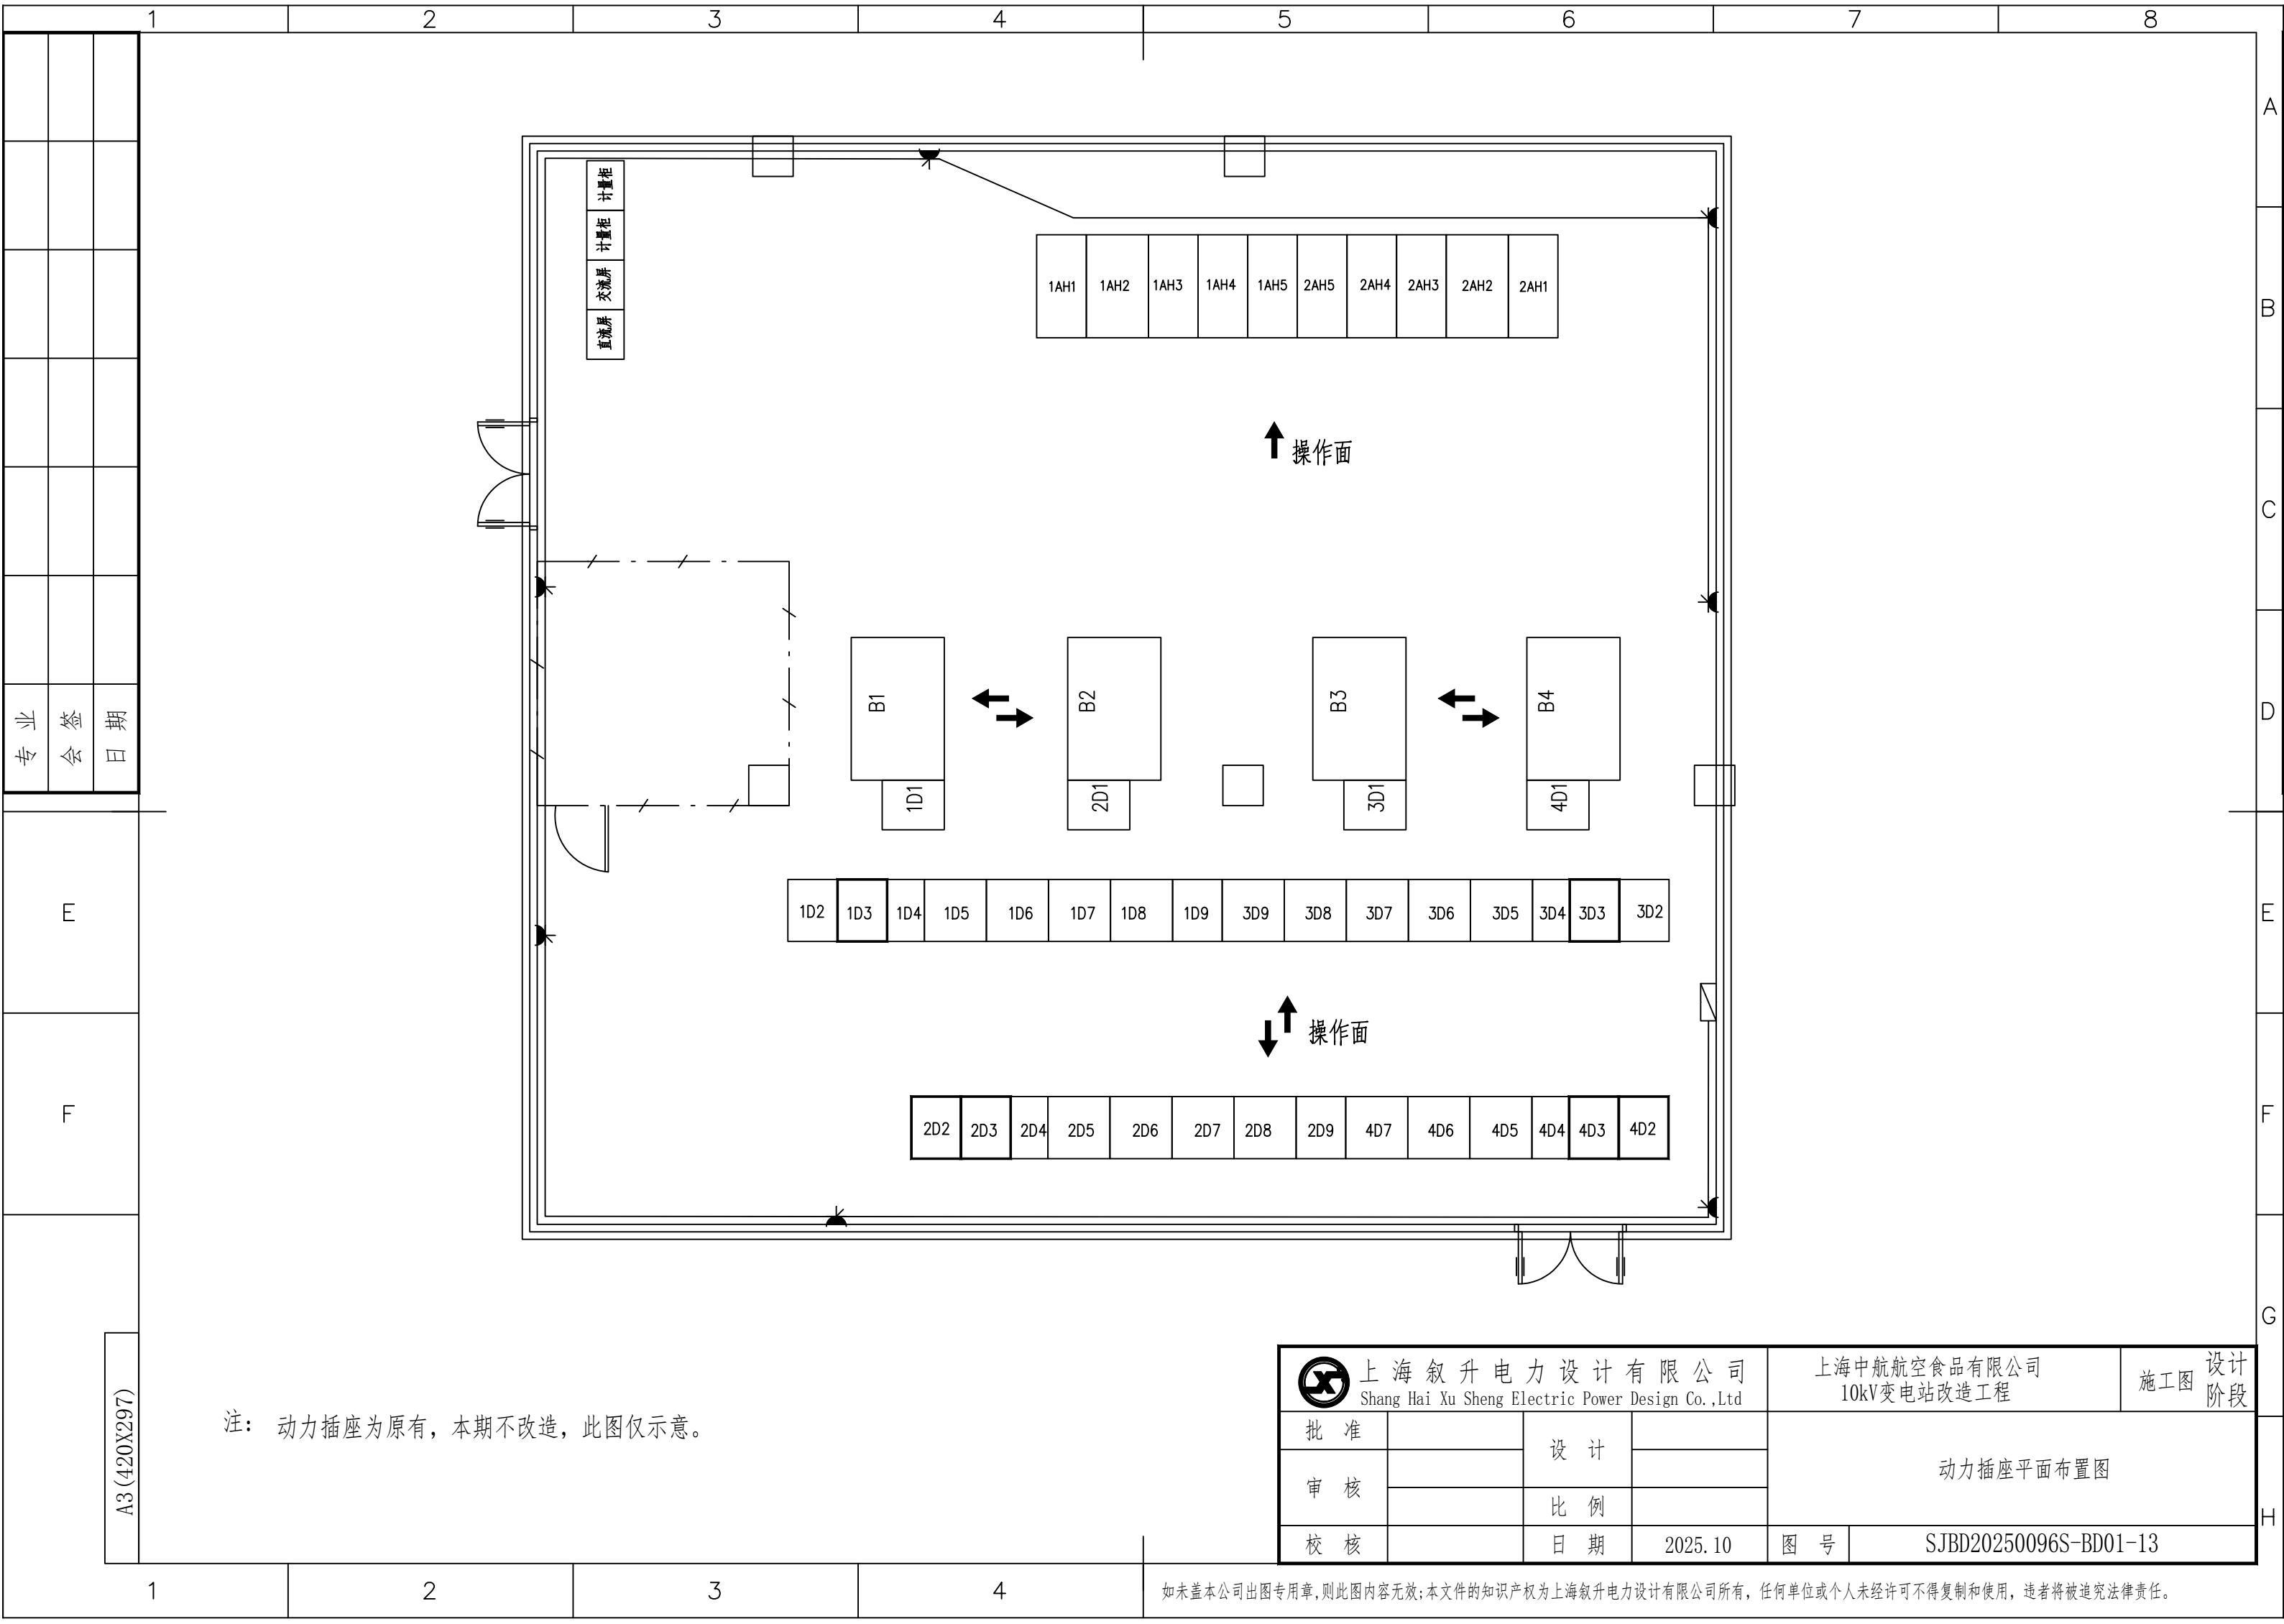 1 2 3 4 5 6 7 8
A
计量柜
计量柜
交流屏
直流屏
1AH1 1AH2 1AH3 1AH4 1AH5 2AH5 2AH4 2AH3 2AH2 2AH1
B
操作面
C
B1 B2 B3 B4
D
专业
会签
日期
1D1 2D1 3D1 4D1
E
1D2 1D3 1D4 1D5 1D6 1D7 1D8 1D9 3D9 3D8 3D7 3D6 3D5 3D4 3D3 3D2
E
操作面
F
2D2 2D3 2D4 2D5 2D6 2D7 2D8 2D9 4D7 4D6 4D5 4D4 4D3 4D2
F
G
A3(420X297)
注： 动力插座为原有，本期不改造，此图仅示意。
上海叙升电力设计有限公司
Shang Hai Xu Sheng Electric Power Design Co.,Ltd
上海中航航空食品有限公司
10kV变电站改造工程
施工图
设计
阶段
批 准
设 计
审 核
比 例
动力插座平面布置图
H
校 核
日 期 2025.10
图 号 SJBD20250096S-BD01-13
1 2 3 4
如未盖本公司出图专用章,则此图内容无效;本文件的知识产权为上海叙升电力设计有限公司所有，任何单位或个人未经许可不得复制和使用，违者将被追究法律责任。